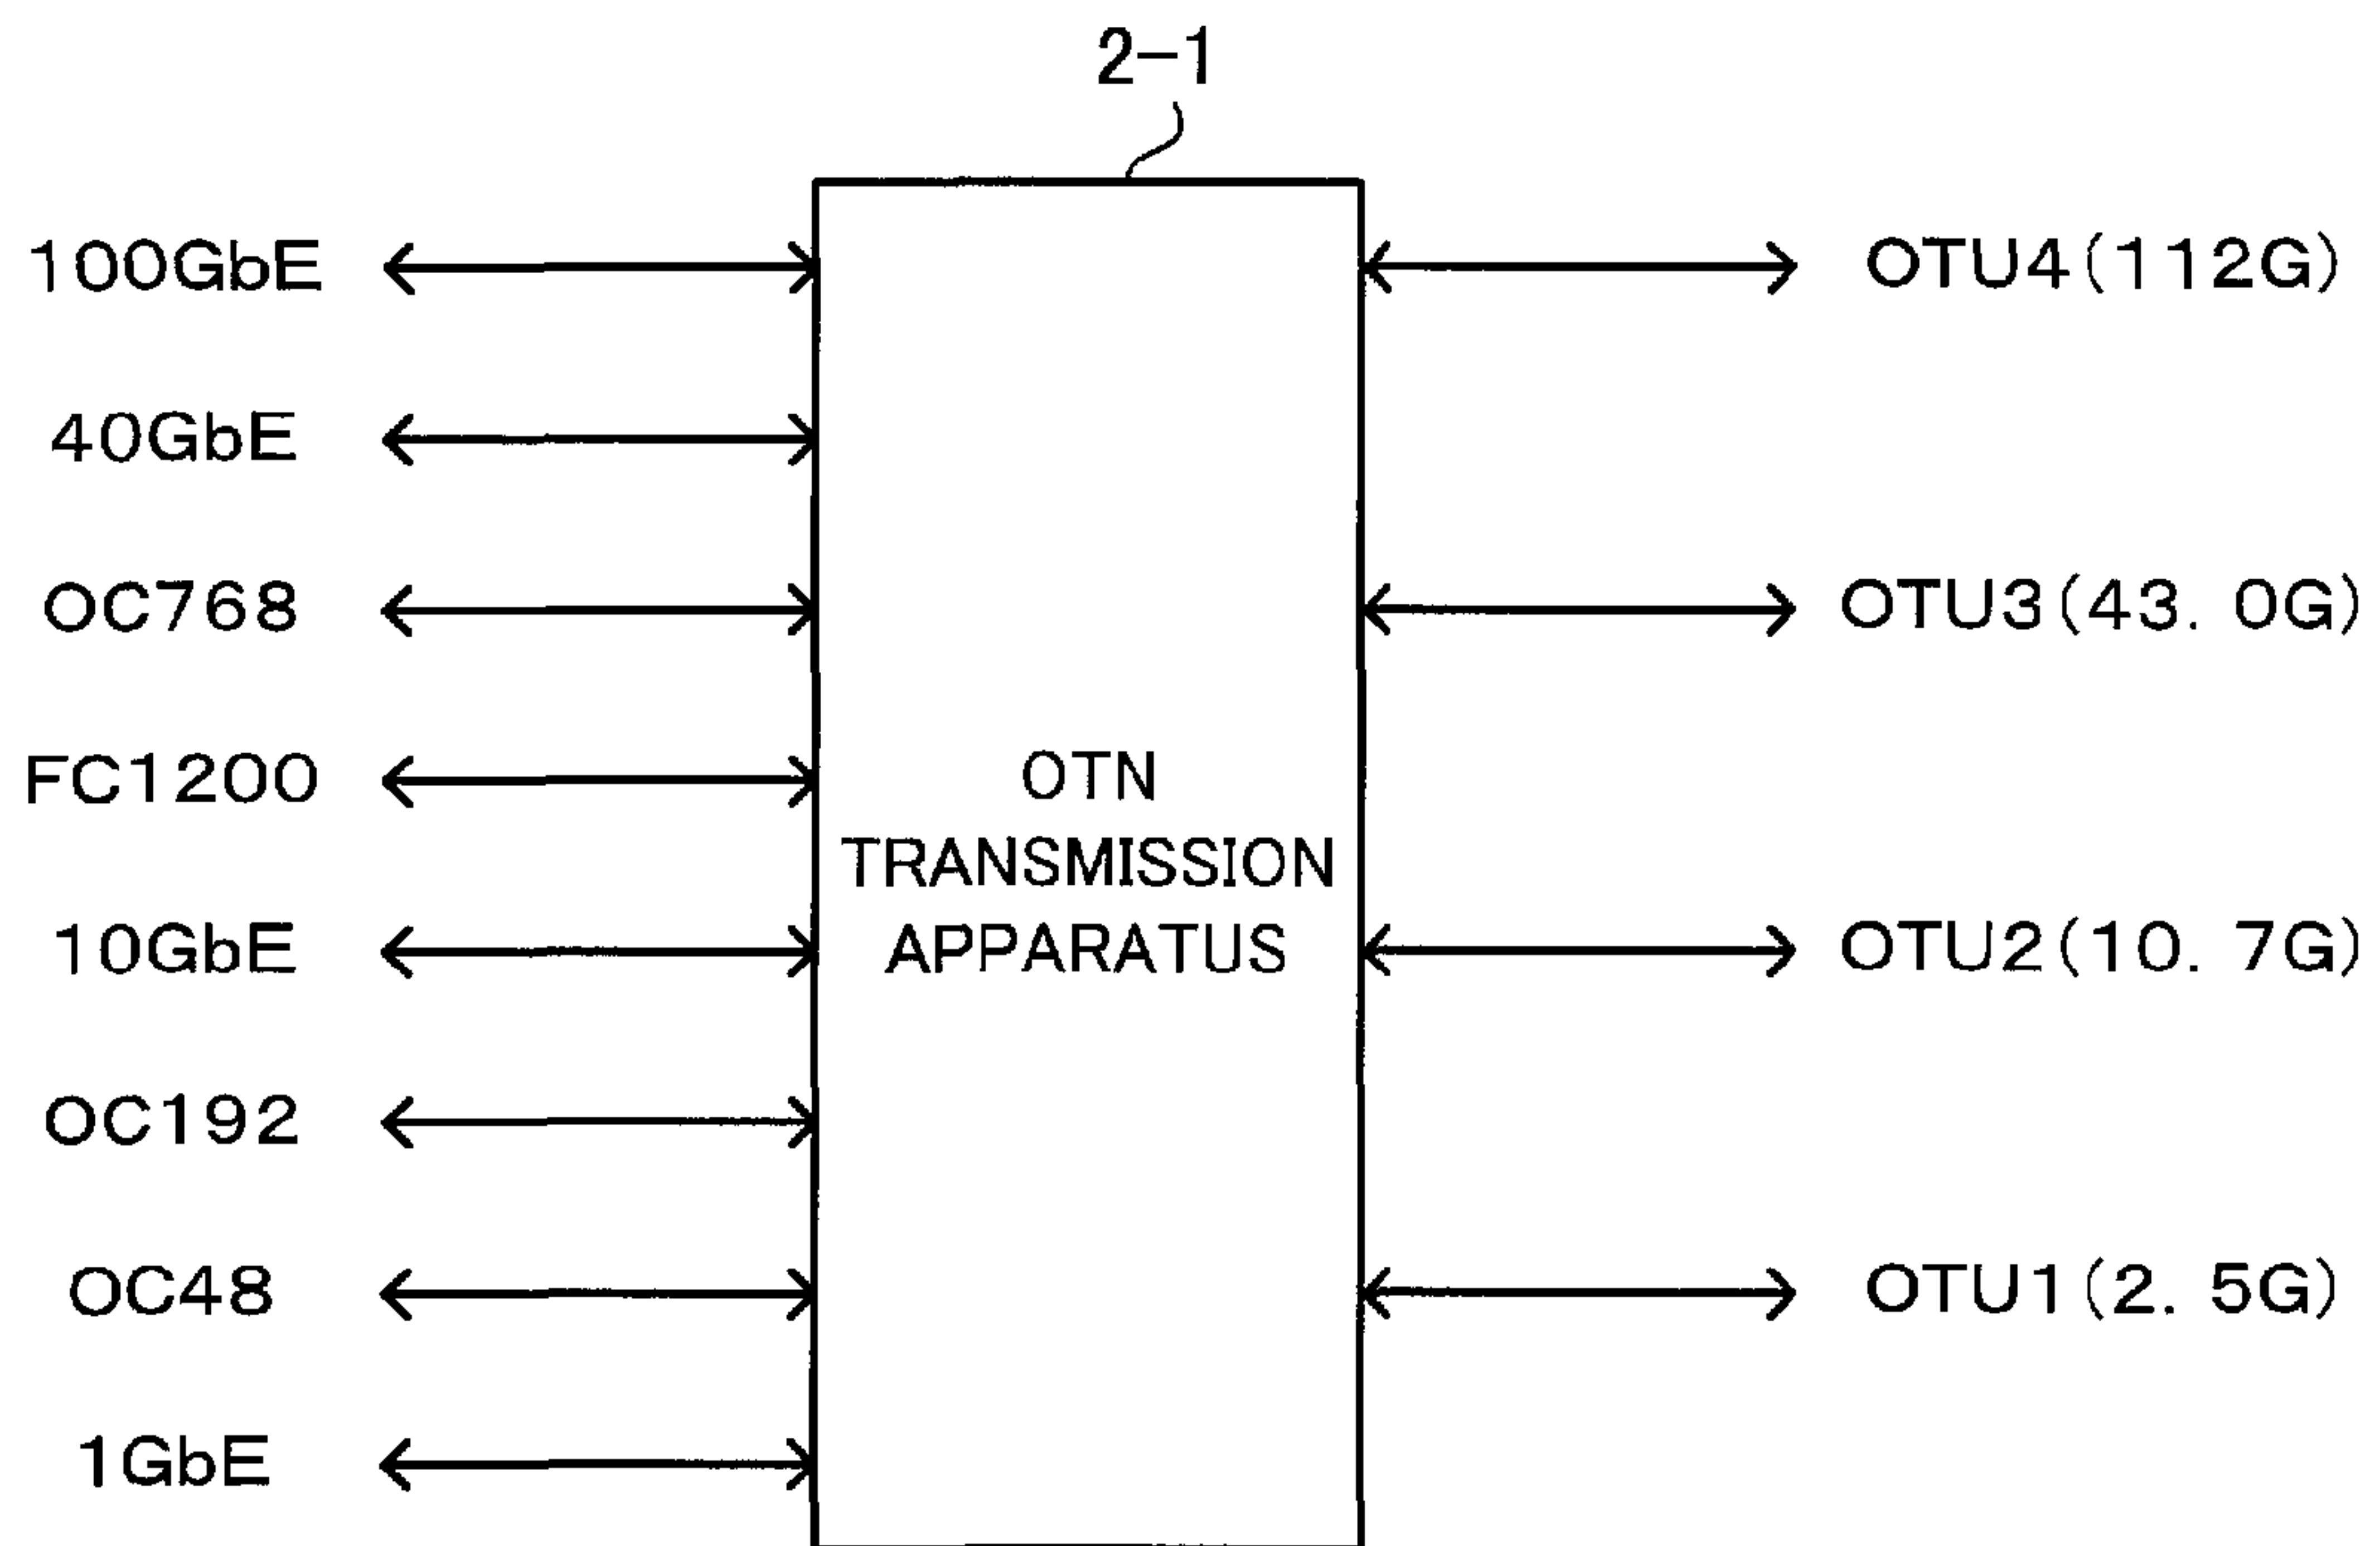 2-1
100GbE
OTU4(112G)
40GbE
OC768
OTU3(43. 0G)
FC1200
OTN
TRANSMISSION
APPARATUS
10GbE
OTU2(10. 7G)
OC192
OC48
OTU1(2. 5G)
1GbE